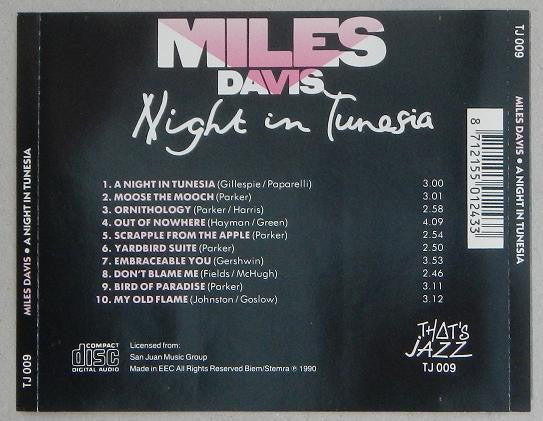 MILES
DAVIS
Night in Tunesia
1. A NIGHT IN TUNESIA (Gillespie / Paparelli) 3.00
2. MOOSE THE MOOCH (Parker) 3.01
3. ORNITHOLOGY (Parker / Harris) 2.58
4. OUT OF NOWHERE (Hayman / Green) 4.09
5. SCRAPPLE FROM THE APPLE (Parker) 2.54
6. YARDBIRD SUITE (Parker) 2.50
7. EMBRACEABLE YOU (Gershwin) 3.53
8. DON'T BLAME ME (Fields / McHugh) 2.46
9. BIRD OF PARADISE (Parker) 3.11
10. MY OLD FLAME (Johnston / Goslow) 3.12
COMPACT
disc
DIGITAL AUDIO
Licensed from:
San Juan Music Group
Made in EEC All Rights Reserved Biem/Stemra ℗ 1990
THAT'S
JAZZ
TJ 009
TJ 009 MILES DAVIS • A NIGHT IN TUNESIA
TJ 009 MILES DAVIS • A NIGHT IN TUNESIA
8 712155 012433